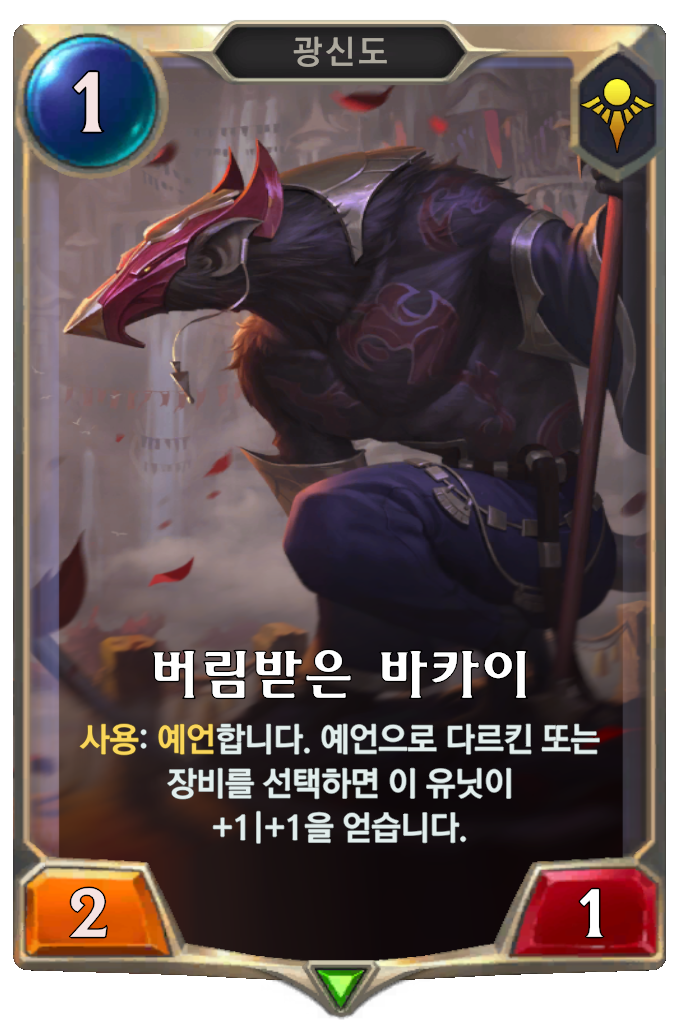 광신도
1
버림받은 바카이
사용: 예언합니다. 예언으로 다르킨 또는
장비를 선택하면 이 유닛이
+1|+1을 얻습니다.
2
1